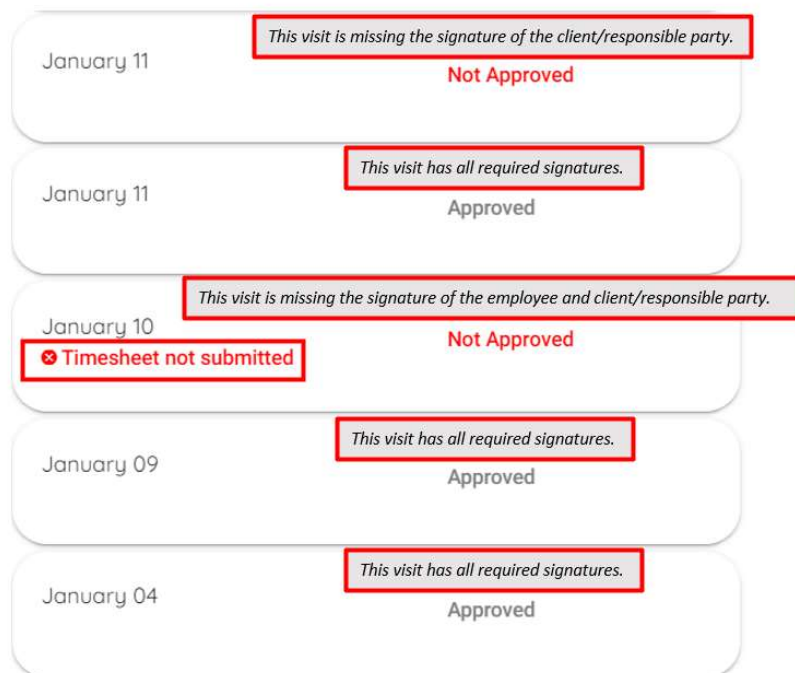 This visit is missing the signature of the client/responsible party.
January 11
Not Approved
This visit has all required signatures.
January 11
Approved
This visit is missing the signature of the employee and client/responsible party.
January 10
Not Approved
Timesheet not submitted
This visit has all required signatures.
January 09
Approved
This visit has all required signatures.
January 04
Approved